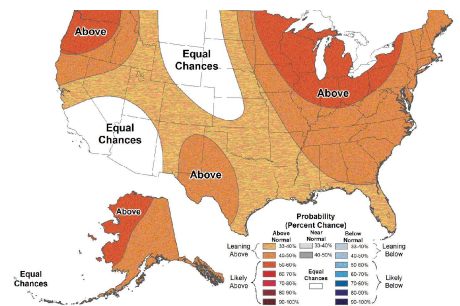 Above
Equal
Chances
Above
Equal
Chances
Above
Above
Equal
Chances
Probability
(Percent Chance)
Above
Normal
Near
Normal
Below
Normal
Leaning
Above
Likely
Above
33-40%
40-50%
50-60%
60-70%
70-80%
80-90%
90-100%
33-40%
40-50%
Equal
Chances
33-40%
40-50%
50-60%
60-70%
70-80%
80-90%
90-100%
Leaning
Below
Likely
Below